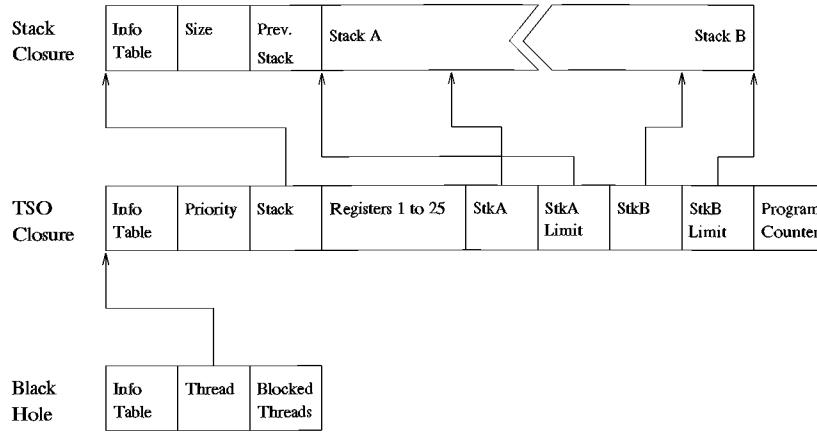 Stack
Closure
Info
Table
Size
Prev.
Stack
Stack A
Stack B
TSO
Closure
Info
Table
Priority
Stack
Registers 1 to 25
StkA
StkA
Limit
StkB
StkB
Limit
Program
Counter
Black
Hole
Info
Table
Thread
Blocked
Threads